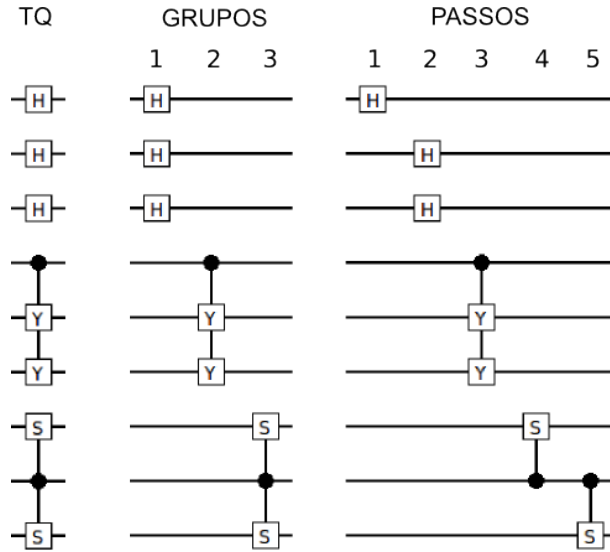 TQ GRUPOS PASSOS
1 2 3 1 2 3 4 5
H H H
H H H
H H H
Y Y Y
Y Y Y
S S S
S S S